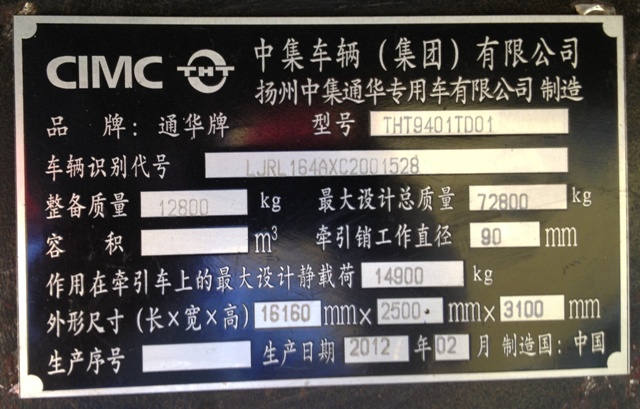 CIMC THT 中集车辆（集团）有限公司
扬州中集通华专用车有限公司 制造
品 牌：通华牌 型号 THT9401TD01
车辆识别代号 LJRL164AXC2001528
整备质量 12800 kg 最大设计总质量 72800 kg
容 积 m³ 牵引销工作直径 90 mm
作用在牵引车上的最大设计静载荷 14900 kg
外形尺寸（长×宽×高）16160 mm× 2500 mm× 3100 mm
生产序号 生产日期 2012 年 02 月 制造国：中国